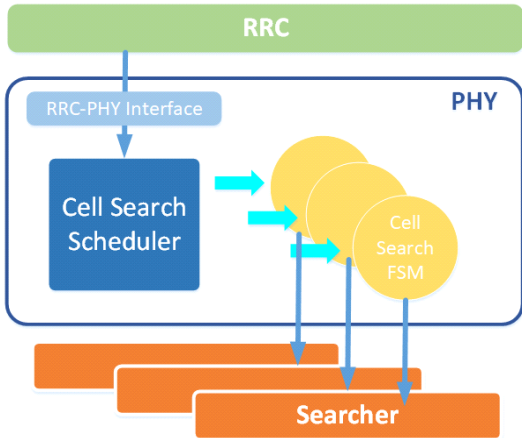 RRC
PHY
RRC-PHY Interface
Cell Search
Scheduler
Cell
Search
FSM
Searcher